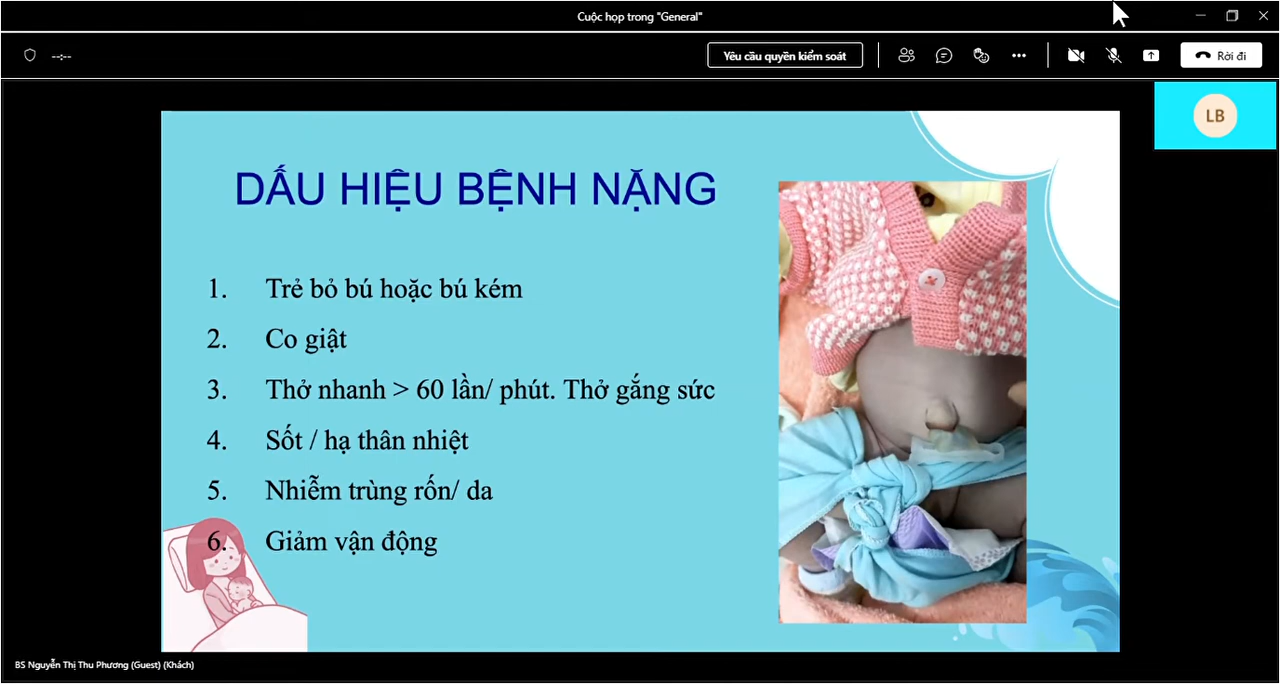 Cuộc họp trong "General"
--:--
Yêu cầu quyền kiểm soát
Rời đi
LB
DẤU HIỆU BỆNH NẶNG
1. Trẻ bỏ bú hoặc bú kém
2. Co giật
3. Thở nhanh > 60 lần/ phút. Thở gắng sức
4. Sốt / hạ thân nhiệt
5. Nhiễm trùng rốn/ da
6. Giảm vận động
BS Nguyễn Thị Thu Phương (Guest) (Khách)